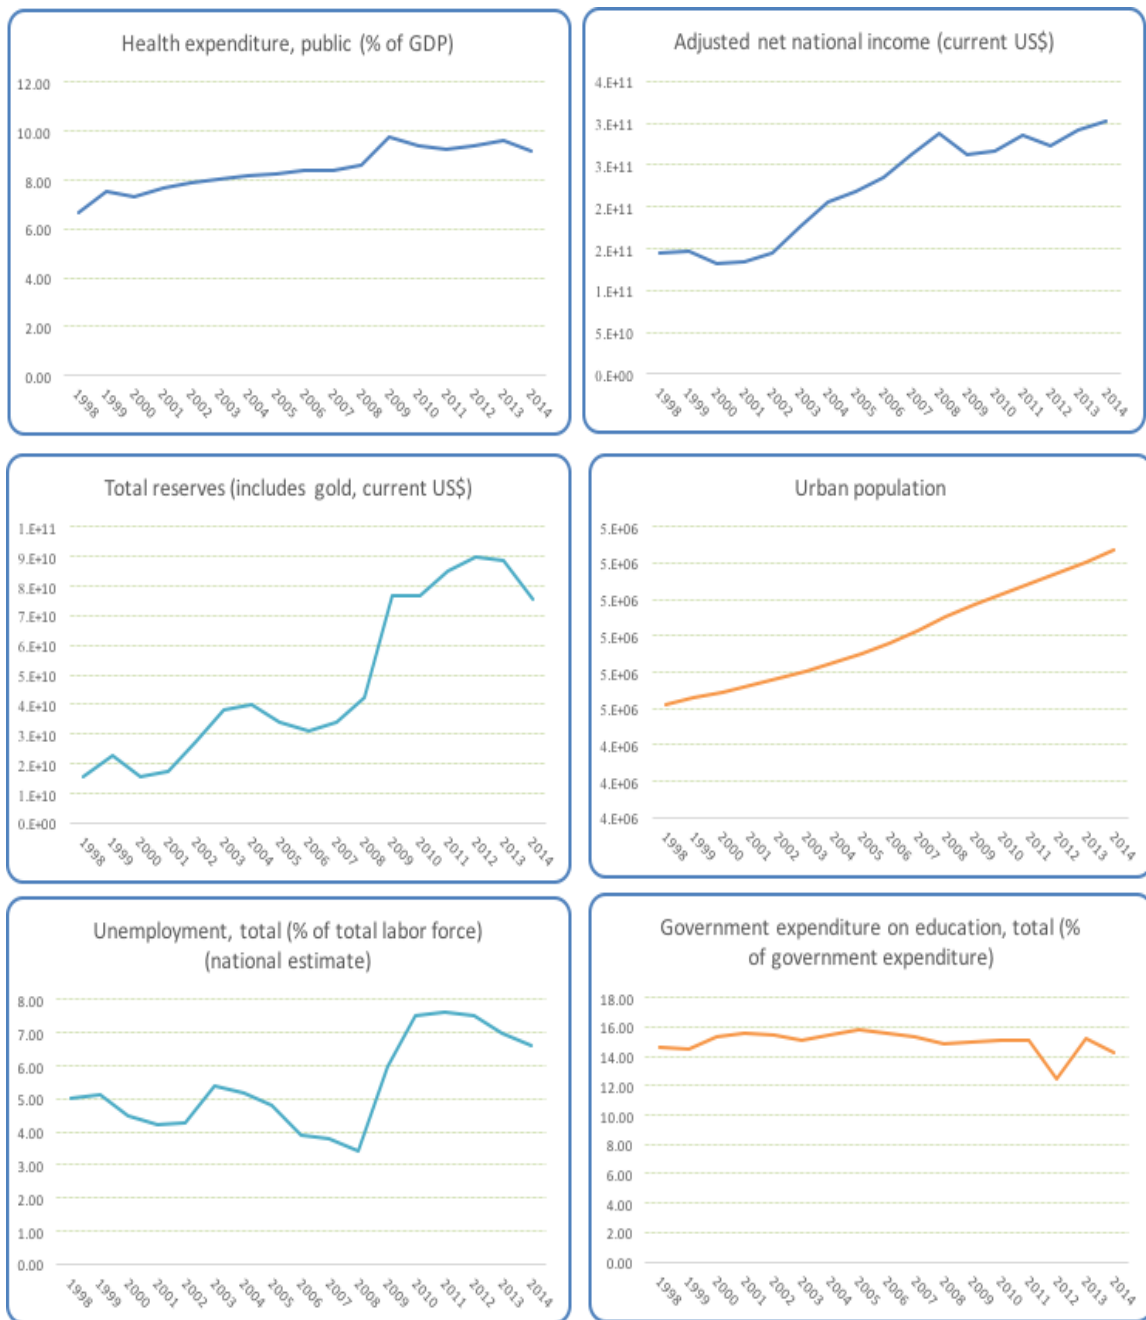 Health expenditure, public (% of GDP)
12.00
10.00
8.00
6.00
4.00
2.00
0.00
1998 1999 2000 2001 2002 2003 2004 2005 2006 2007 2008 2009 2010 2011 2012 2013 2014
Adjusted net national income (current US$)
4.E+11
3.E+11
3.E+11
2.E+11
2.E+11
1.E+11
5.E+10
0.E+00
1998 1999 2000 2001 2002 2003 2004 2005 2006 2007 2008 2009 2010 2011 2012 2013 2014
Total reserves (includes gold, current US$)
1.E+11
9.E+10
8.E+10
7.E+10
6.E+10
5.E+10
4.E+10
3.E+10
2.E+10
1.E+10
0.E+00
1998 1999 2000 2001 2002 2003 2004 2005 2006 2007 2008 2009 2010 2011 2012 2013 2014
Urban population
5.E+06
5.E+06
5.E+06
5.E+06
5.E+06
5.E+06
4.E+06
4.E+06
4.E+06
1998 1999 2000 2001 2002 2003 2004 2005 2006 2007 2008 2009 2010 2011 2012 2013 2014
Unemployment, total (% of total labor force)
(national estimate)
8.00
7.00
6.00
5.00
4.00
3.00
2.00
1.00
0.00
1998 1999 2000 2001 2002 2003 2004 2005 2006 2007 2008 2009 2010 2011 2012 2013 2014
Government expenditure on education, total (%
of government expenditure)
18.00
16.00
14.00
12.00
10.00
8.00
6.00
4.00
2.00
0.00
1998 1999 2000 2001 2002 2003 2004 2005 2006 2007 2008 2009 2010 2011 2012 2013 2014